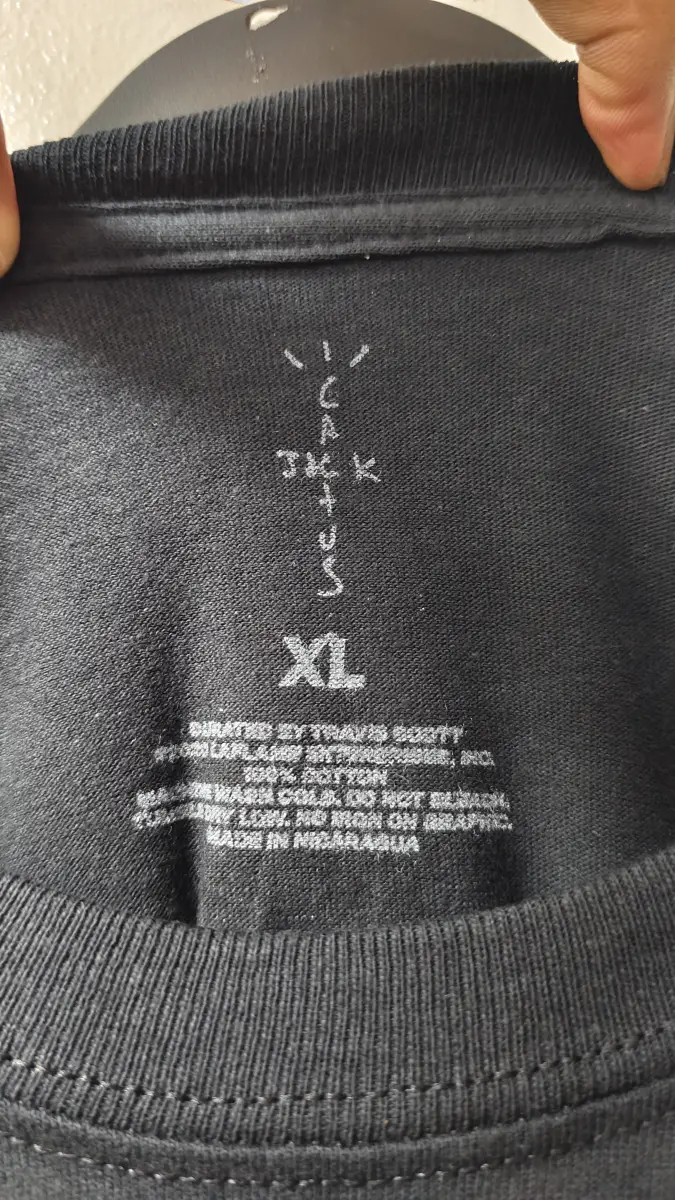 C
A
JACK
T
U
S
XL
CURATED BY TRAVIS SCOTT
LAFLAME ENTERPRISES, INC.
100% COTTON
MACHINE WASH COLD. DO NOT BLEACH.
TUMBLE DRY LOW. NO IRON ON GRAPHIC.
MADE IN NICARAGUA